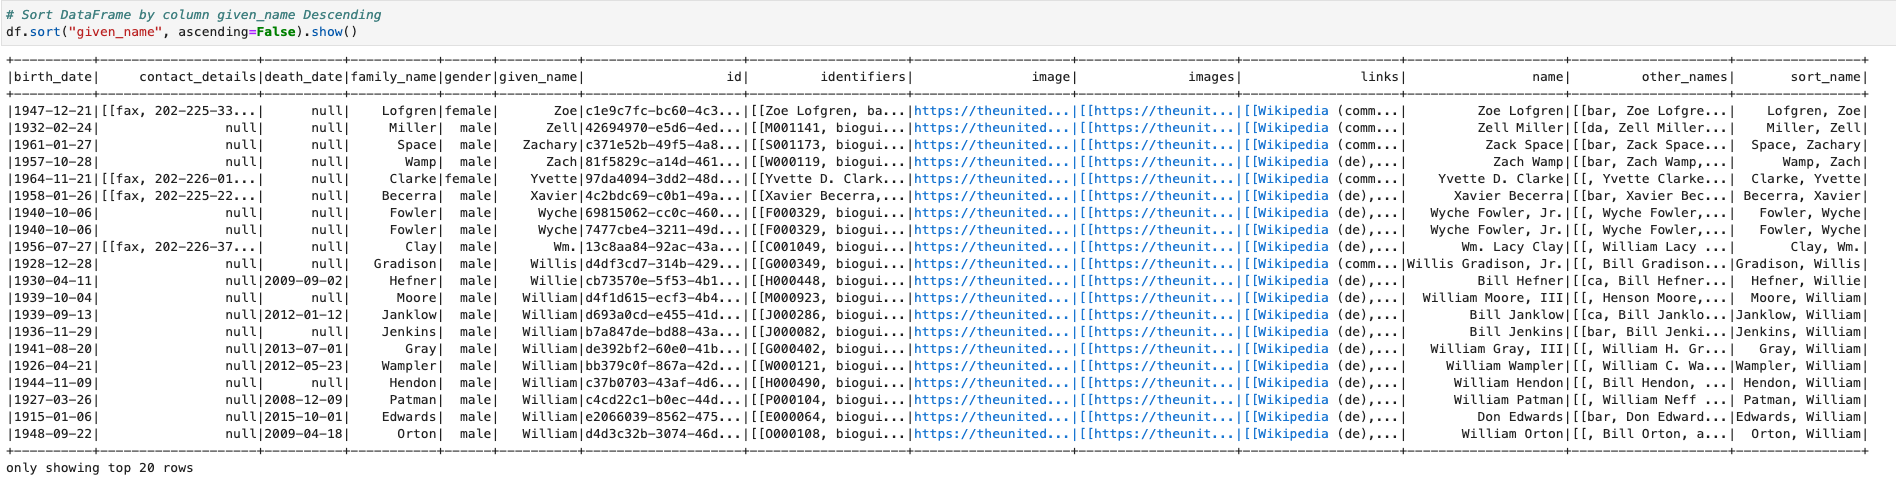 # Sort DataFrame by column given_name Descending
df.sort("given_name", ascending=False).show()
+----------+--------------------+----------+-----------+------+----------+--------------------+--------------------+--------------------+--------------------+--------------------+--------------------+--------------------+----------------+
|birth_date|     contact_details|death_date|family_name|gender|given_name|                  id|         identifiers|               image|              images|               links|                name|         other_names|       sort_name|
+----------+--------------------+----------+-----------+------+----------+--------------------+--------------------+--------------------+--------------------+--------------------+--------------------+--------------------+----------------+
|1947-12-21|[[fax, 202-225-33...|      null|    Lofgren|female|       Zoe|c1e9c7fc-bc60-4c3...|[[Zoe Lofgren, ba...|https://theunited...|[[https://theunit...|[[Wikipedia (comm...|         Zoe Lofgren|[[bar, Zoe Lofgre...|    Lofgren, Zoe|
|1932-02-24|                null|      null|     Miller|  male|      Zell|42694970-e5d6-4ed...|[[M001141, biogui...|https://theunited...|[[https://theunit...|[[Wikipedia (comm...|         Zell Miller|[[da, Zell Miller...|    Miller, Zell|
|1961-01-27|                null|      null|      Space|  male|   Zachary|c371e52b-49f5-4a8...|[[S001173, biogui...|https://theunited...|[[https://theunit...|[[Wikipedia (comm...|          Zack Space|[[bar, Zack Space...|  Space, Zachary|
|1957-10-28|                null|      null|       Wamp|  male|      Zach|81f5829c-a14d-461...|[[W000119, biogui...|https://theunited...|[[https://theunit...|[[Wikipedia (de),...|           Zach Wamp|[[bar, Zach Wamp,...|      Wamp, Zach|
|1964-11-21|[[fax, 202-226-01...|      null|     Clarke|female|    Yvette|97da4094-3dd2-48d...|[[Yvette D. Clark...|https://theunited...|[[https://theunit...|[[Wikipedia (comm...|    Yvette D. Clarke|[[, Yvette Clarke...|  Clarke, Yvette|
|1958-01-26|[[fax, 202-225-22...|      null|    Becerra|  male|    Xavier|4c2bdc69-c0b1-49a...|[[Xavier Becerra,...|https://theunited...|[[https://theunit...|[[Wikipedia (de),...|      Xavier Becerra|[[bar, Xavier Bec...| Becerra, Xavier|
|1940-10-06|                null|      null|     Fowler|  male|     Wyche|69815062-cc0c-460...|[[F000329, biogui...|https://theunited...|[[https://theunit...|[[Wikipedia (de),...|   Wyche Fowler, Jr.|[[, Wyche Fowler,...|   Fowler, Wyche|
|1940-10-06|                null|      null|     Fowler|  male|     Wyche|7477cbe4-3211-49d...|[[F000329, biogui...|https://theunited...|[[https://theunit...|[[Wikipedia (de),...|   Wyche Fowler, Jr.|[[, Wyche Fowler,...|   Fowler, Wyche|
|1956-07-27|[[fax, 202-226-37...|      null|       Clay|  male|       Wm.|13c8aa84-92ac-43a...|[[C001049, biogui...|https://theunited...|[[https://theunit...|[[Wikipedia (de),...|       Wm. Lacy Clay|[[, William Lacy ...|       Clay, Wm.|
|1928-12-28|                null|      null|   Gradison|  male|    Willis|d4df3cd7-314b-429...|[[G000349, biogui...|https://theunited...|[[https://theunit...|[[Wikipedia (comm...|Willis Gradison, Jr.|[[, Bill Gradison...|Gradison, Willis|
|1930-04-11|                null|2009-09-02|     Hefner|  male|    Willie|cb73570e-5f53-4b1...|[[H000448, biogui...|https://theunited...|[[https://theunit...|[[Wikipedia (de),...|         Bill Hefner|[[ca, Bill Hefner...|  Hefner, Willie|
|1939-10-04|                null|      null|      Moore|  male|   William|d4f1d615-ecf3-4b4...|[[M000923, biogui...|https://theunited...|[[https://theunit...|[[Wikipedia (de),...|  William Moore, III|[[, Henson Moore,...|  Moore, William|
|1939-09-13|                null|2012-01-12|    Janklow|  male|   William|d693a0cd-e455-41d...|[[J000286, biogui...|https://theunited...|[[https://theunit...|[[Wikipedia (de),...|        Bill Janklow|[[ca, Bill Janklo...|Janklow, William|
|1936-11-29|                null|      null|    Jenkins|  male|   William|b7a847de-bd88-43a...|[[J000082, biogui...|https://theunited...|[[https://theunit...|[[Wikipedia (de),...|        Bill Jenkins|[[bar, Bill Jenki...|Jenkins, William|
|1941-08-20|                null|2013-07-01|       Gray|  male|   William|de392bf2-60e0-41b...|[[G000402, biogui...|https://theunited...|[[https://theunit...|[[Wikipedia (de),...|   William Gray, III|[[, William H. Gr...|   Gray, William|
|1926-04-21|                null|2012-05-23|    Wampler|  male|   William|bb379c0f-867a-42d...|[[W000121, biogui...|https://theunited...|[[https://theunit...|[[Wikipedia (de),...|     William Wampler|[[, William C. Wa...|Wampler, William|
|1944-11-09|                null|      null|     Hendon|  male|   William|c37b0703-43af-4d6...|[[H000490, biogui...|https://theunited...|[[https://theunit...|[[Wikipedia (de),...|      William Hendon|[[, Bill Hendon, ...| Hendon, William|
|1927-03-26|                null|2008-12-09|     Patman|  male|   William|c4cd22c1-b0ec-44d...|[[P000104, biogui...|https://theunited...|[[https://theunit...|[[Wikipedia (de),...|      William Patman|[[, William Neff ...| Patman, William|
|1915-01-06|                null|2015-10-01|    Edwards|  male|   William|e2066039-8562-475...|[[E000064, biogui...|https://theunited...|[[https://theunit...|[[Wikipedia (de),...|         Don Edwards|[[bar, Don Edward...|Edwards, William|
|1948-09-22|                null|2009-04-18|      Orton|  male|   William|d4d3c32b-3074-46d...|[[O000108, biogui...|https://theunited...|[[https://theunit...|[[Wikipedia (de),...|       William Orton|[[, Bill Orton, a...|  Orton, William|
+----------+--------------------+----------+-----------+------+----------+--------------------+--------------------+--------------------+--------------------+--------------------+--------------------+--------------------+----------------+
only showing top 20 rows